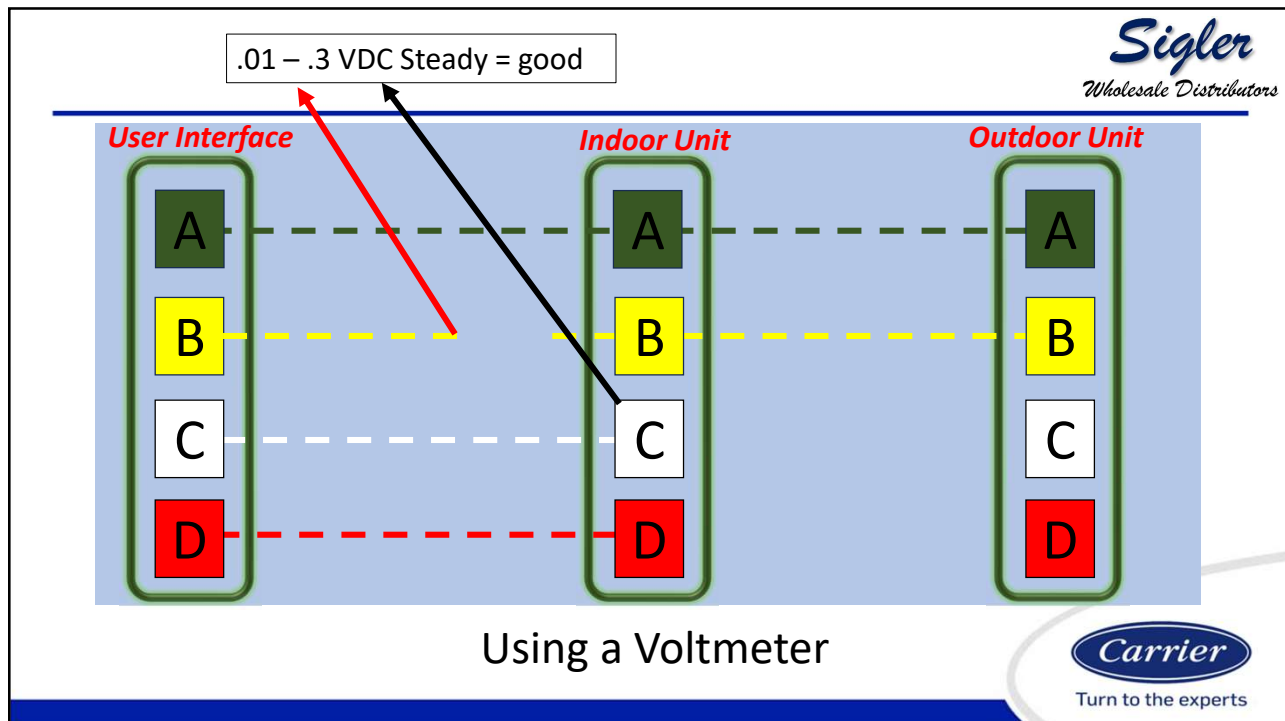 .01 – .3 VDC Steady = good
Sigler
Wholesale Distributors
User Interface
Indoor Unit
Outdoor Unit
A
A
A
B
B
B
C
C
C
D
D
D
Using a Voltmeter
Carrier
Turn to the experts